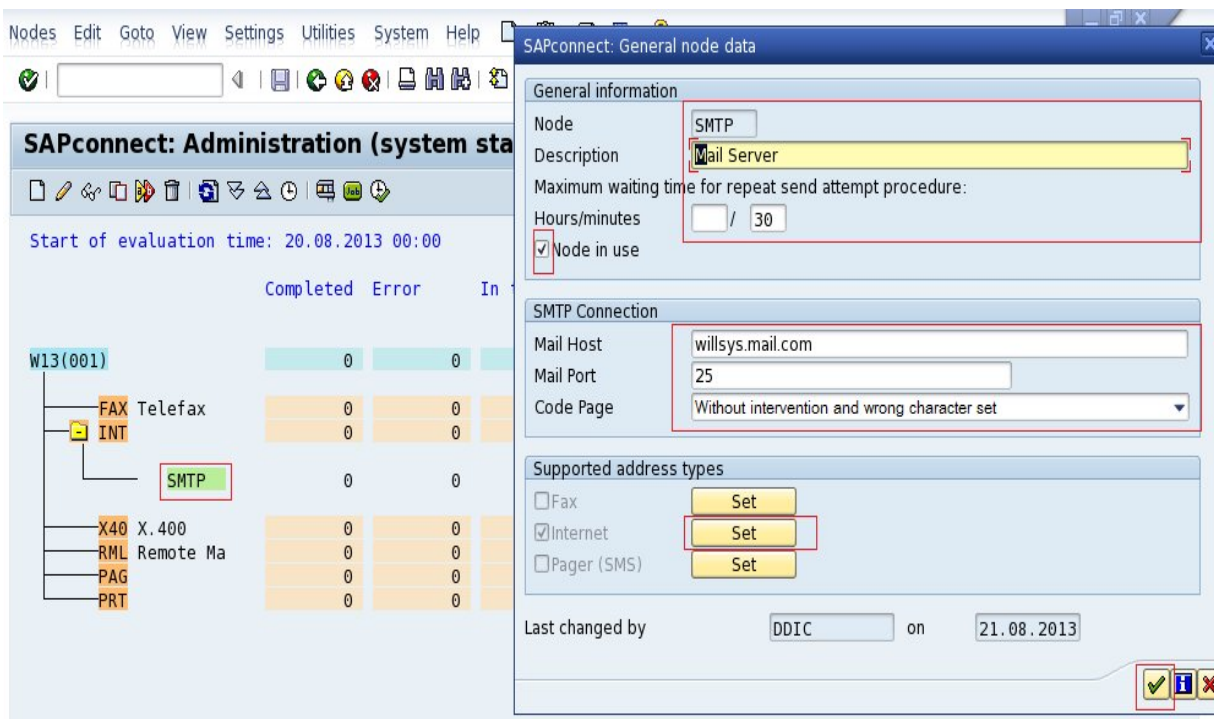 Nodes Edit Goto View Settings Utilities System Help
SAPconnect: Administration (system sta
Start of evaluation time: 20.08.2013 00:00
Completed Error In
W13(001) 0 0
FAX Telefax 0 0
INT 0 0
SMTP 0 0
X40 X.400 0 0
RML Remote Ma 0 0
PAG 0 0
PRT 0 0
SAPconnect: General node data
General information
Node SMTP
Description Mail Server
Maximum waiting time for repeat send attempt procedure:
Hours/minutes / 30
Node in use
SMTP Connection
Mail Host willsys.mail.com
Mail Port 25
Code Page Without intervention and wrong character set
Supported address types
Fax Set
Internet Set
Pager (SMS) Set
Last changed by DDIC on 21.08.2013